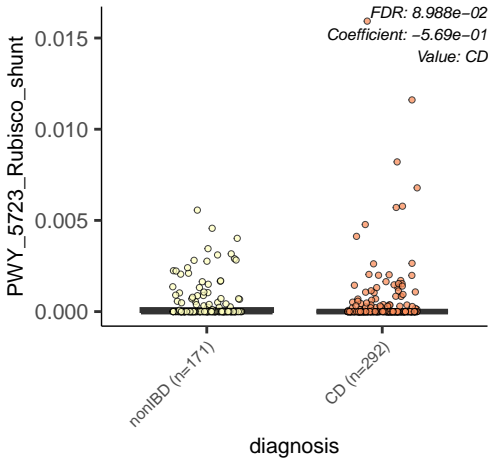 FDR: 8.988e−02
Coefficient: −5.69e−01
Value: CD
PWY_5723_Rubisco_shunt
0.015
0.010
0.005
0.000
nonIBD (n=171)
CD (n=292)
diagnosis